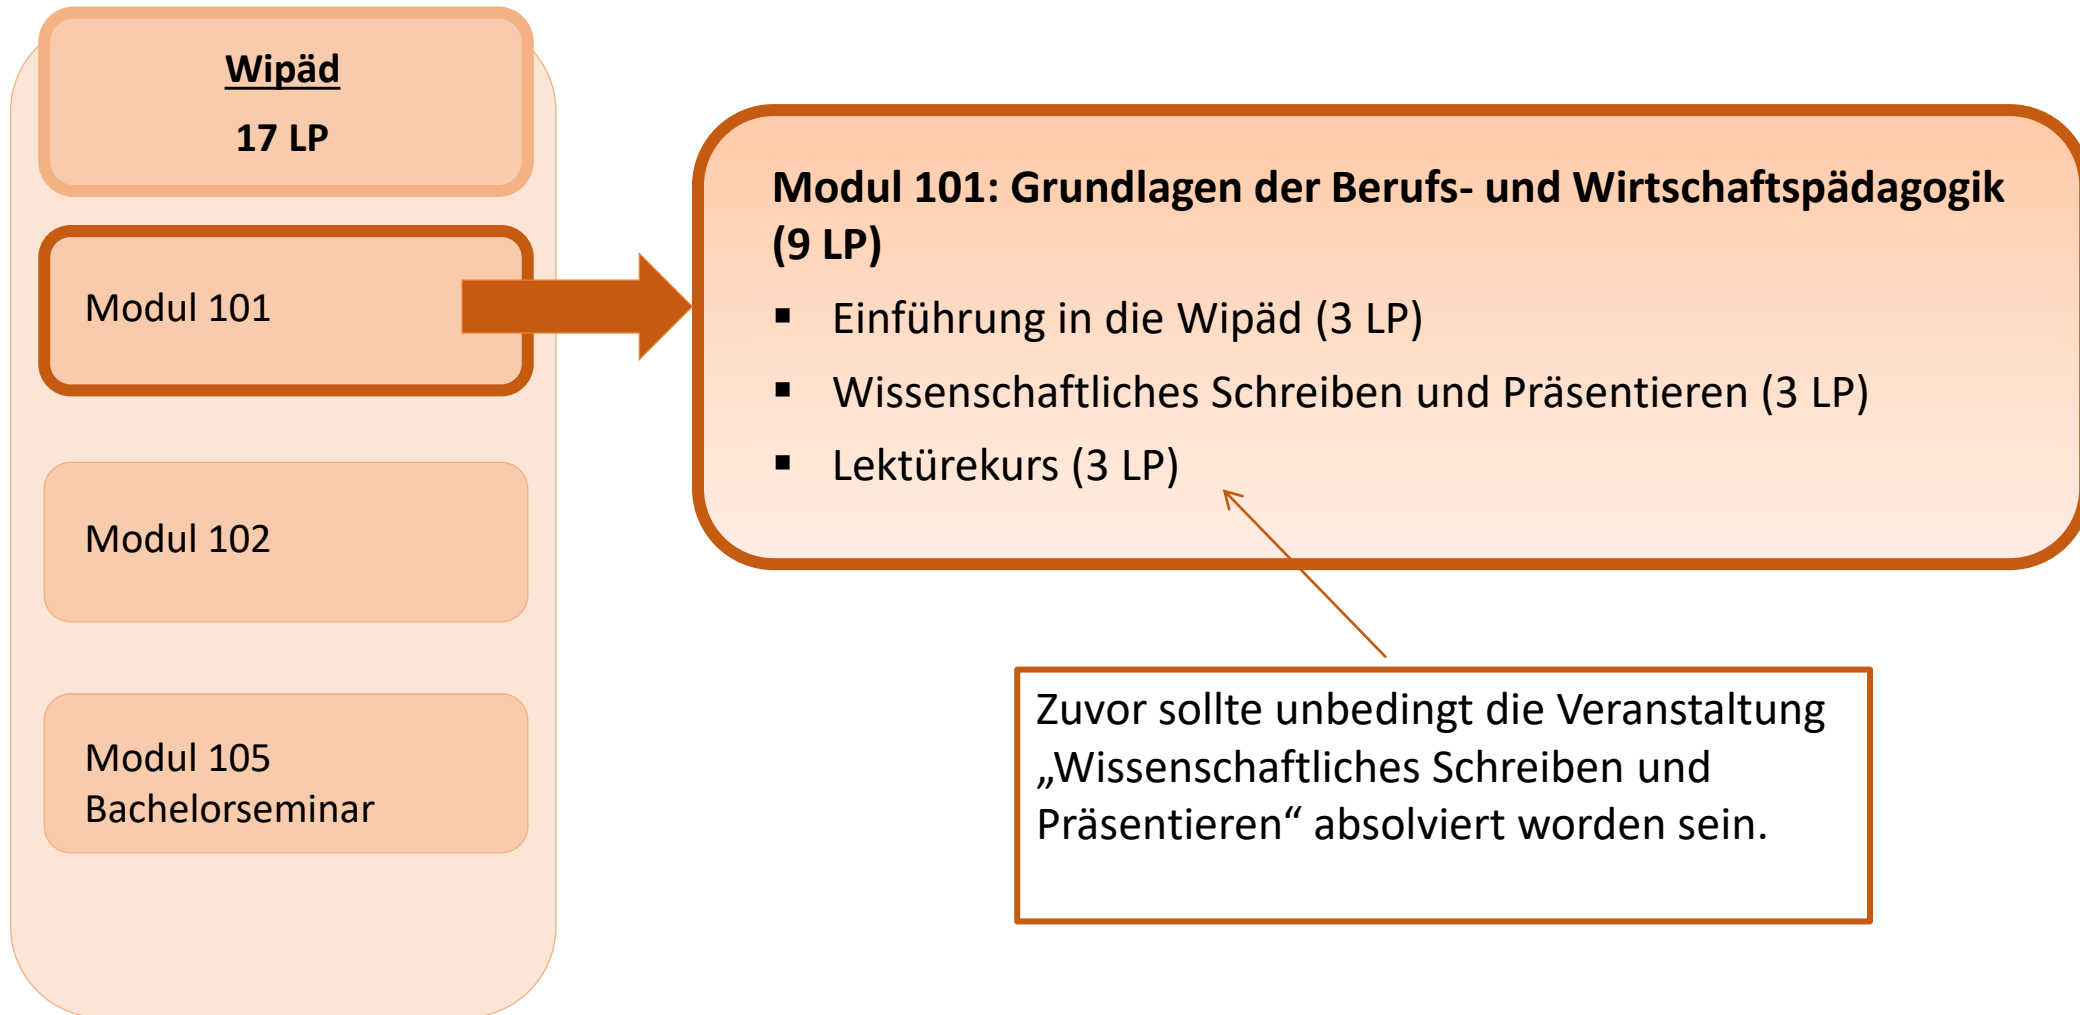 Wipäd
17 LP
Modul 101
Modul 102
Modul 105
Bachelorseminar
Modul 101: Grundlagen der Berufs- und Wirtschaftspädagogik
(9 LP)
▪ Einführung in die Wipäd (3 LP)
▪ Wissenschaftliches Schreiben und Präsentieren (3 LP)
▪ Lektürekurs (3 LP)
Zuvor sollte unbedingt die Veranstaltung
„Wissenschaftliches Schreiben und
Präsentieren“ absolviert worden sein.